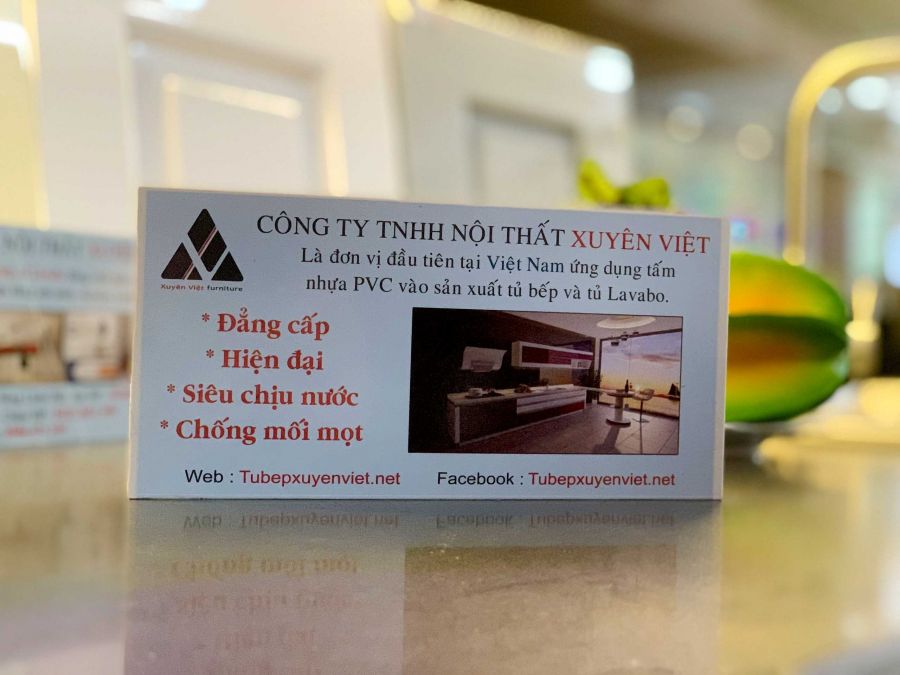 CÔNG TY TNHH NỘI THẤT XUYÊN VIỆT
Là đơn vị đầu tiên tại Việt Nam ứng dụng tấm
nhựa PVC vào sản xuất tủ bếp và tủ Lavabo.
Xuyên Việt furniture
* Đẳng cấp
* Hiện đại
* Siêu chịu nước
* Chống mối mọt
Web : Tubepxuyenviet.net
Facebook : Tubepxuyenviet.net